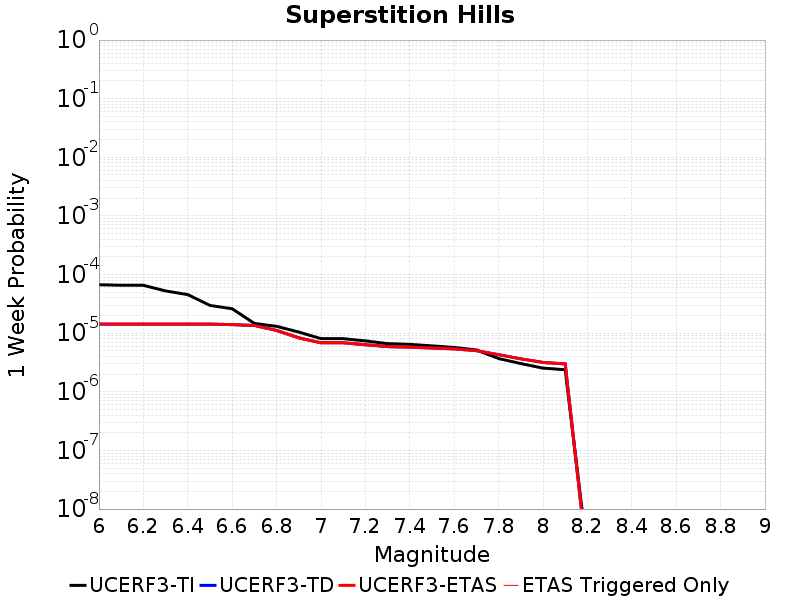 Superstition Hills
10^0
10^-1
10^-2
10^-3
10^-4
10^-5
10^-6
10^-7
10^-8
1 Week Probability
6 6.2 6.4 6.6 6.8 7 7.2 7.4 7.6 7.8 8 8.2 8.4 8.6 8.8 9
Magnitude
UCERF3-TI UCERF3-TD UCERF3-ETAS ETAS Triggered Only